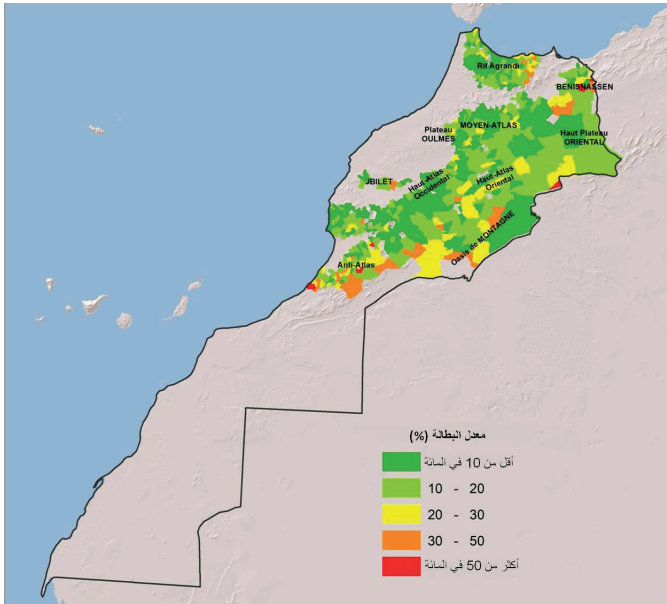 Rif Agrandi
BENISNASSEN
MOYEN-ATLAS
Plateau
OULMES
Haut Plateau
ORIENTAL
JBILET
Haut-Atlas
Occidental
Haut-Atlas
Oriental
Oasis de MONTAGNE
Anti-Atlas
معدل البطالة (%)
أقل من 10 في المائة
10 - 20
20 - 30
30 - 50
أكثر من 50 في المائة